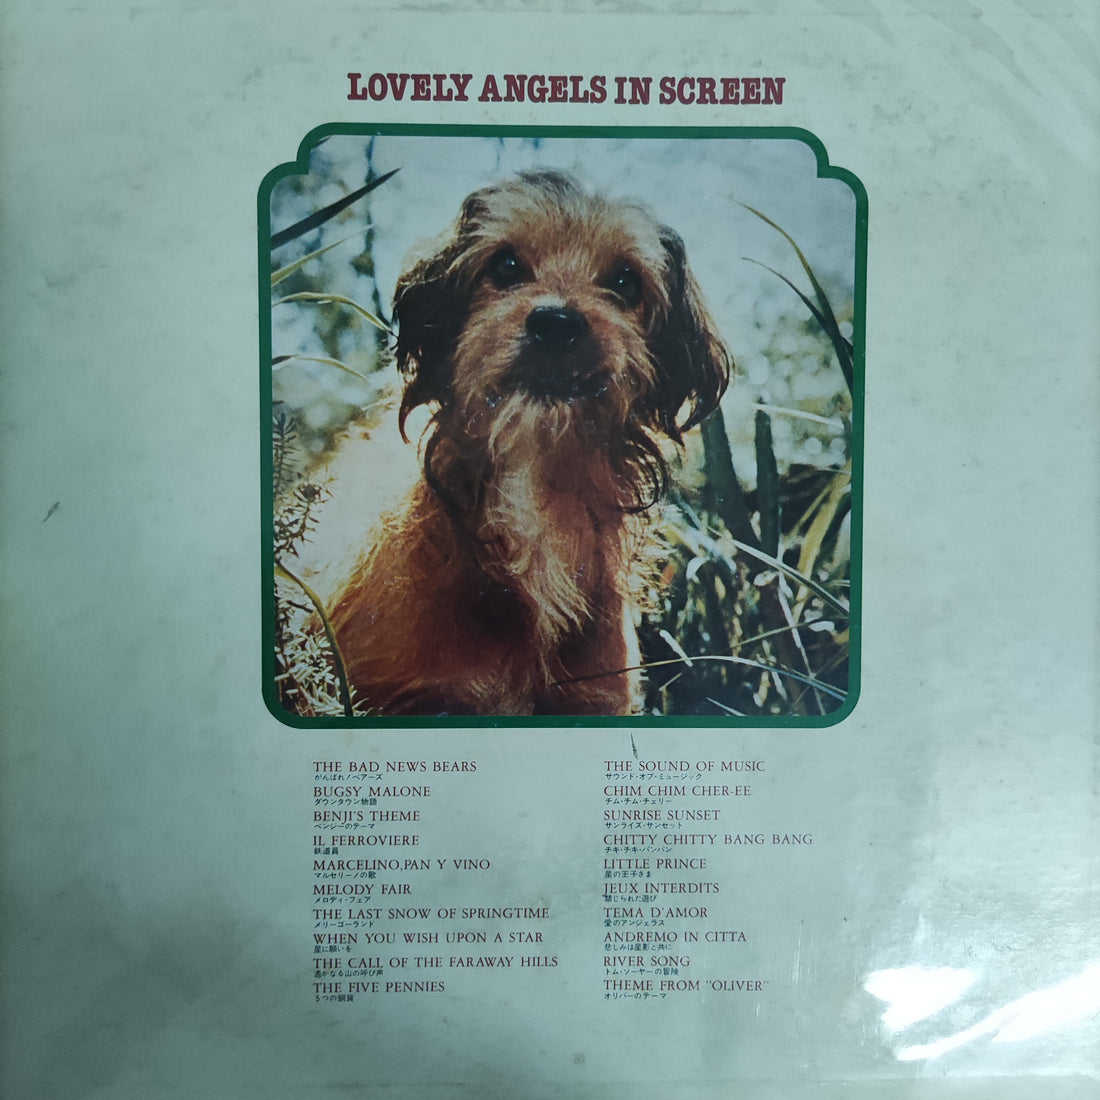 LOVELY ANGELS IN SCREEN
THE BAD NEWS BEARS
がんばれ!ベアーズ
BUGSY MALONE
ダウンタウン物語
BENJI'S THEME
ベンジーのテーマ
IL FERROVIERE
鉄道員
MARCELINO,PAN Y VINO
マルセリーノの歌
MELODY FAIR
メロディ・フェア
THE LAST SNOW OF SPRINGTIME
メリーゴーランド
WHEN YOU WISH UPON A STAR
星に願いを
THE CALL OF THE FARAWAY HILLS
遥かなる山の呼び声
THE FIVE PENNIES
5つの銅貨
THE SOUND OF MUSIC
サウンド・オブ・ミュージック
CHIM CHIM CHER-EE
チム・チム・チェリー
SUNRISE SUNSET
サンライズ・サンセット
CHITTY CHITTY BANG BANG
チキ・チキ・バンバン
LITTLE PRINCE
星の王子さま
JEUX INTERDITS
禁じられた遊び
TEMA D'AMOR
愛のアンジェラス
ANDREMO IN CITTA
悲しみは星影と共に
RIVER SONG
トム・ソーヤーの冒険
THEME FROM "OLIVER"
オリバーのテーマ